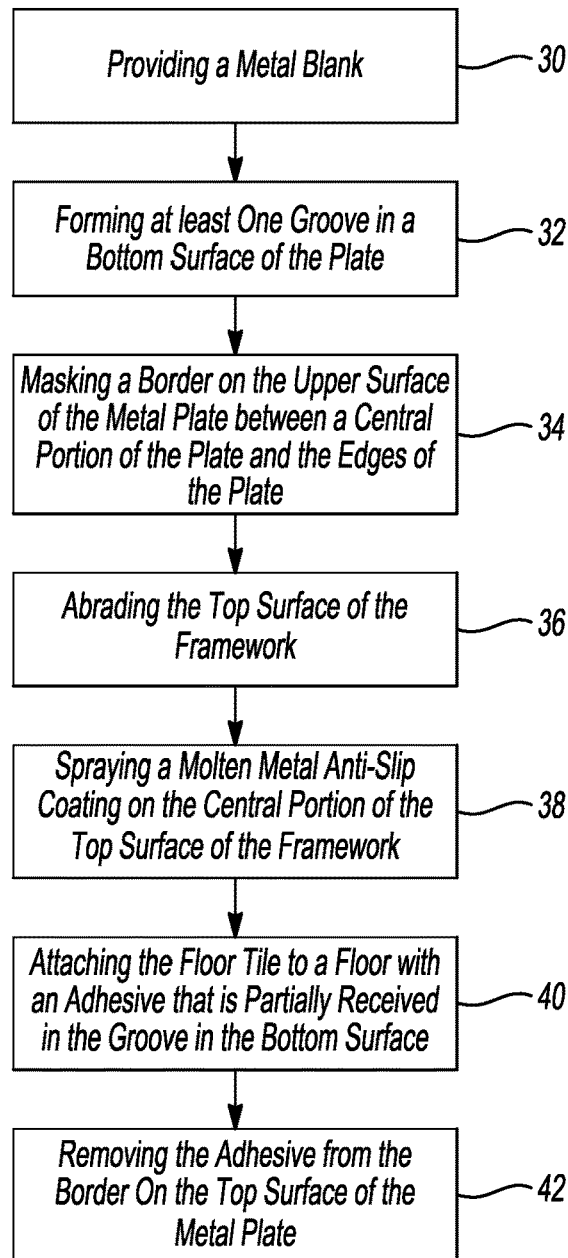 Providing a Metal Blank
30
Forming at least One Groove in a
Bottom Surface of the Plate
32
Masking a Border on the Upper Surface
of the Metal Plate between a Central
Portion of the Plate and the Edges of
the Plate
34
Abrading the Top Surface of the
Framework
36
Spraying a Molten Metal Anti-Slip
Coating on the Central Portion of the
Top Surface of the Framework
38
Attaching the Floor Tile to a Floor with
an Adhesive that is Partially Received
in the Groove in the Bottom Surface
40
Removing the Adhesive from the
Border On the Top Surface of the
Metal Plate
42